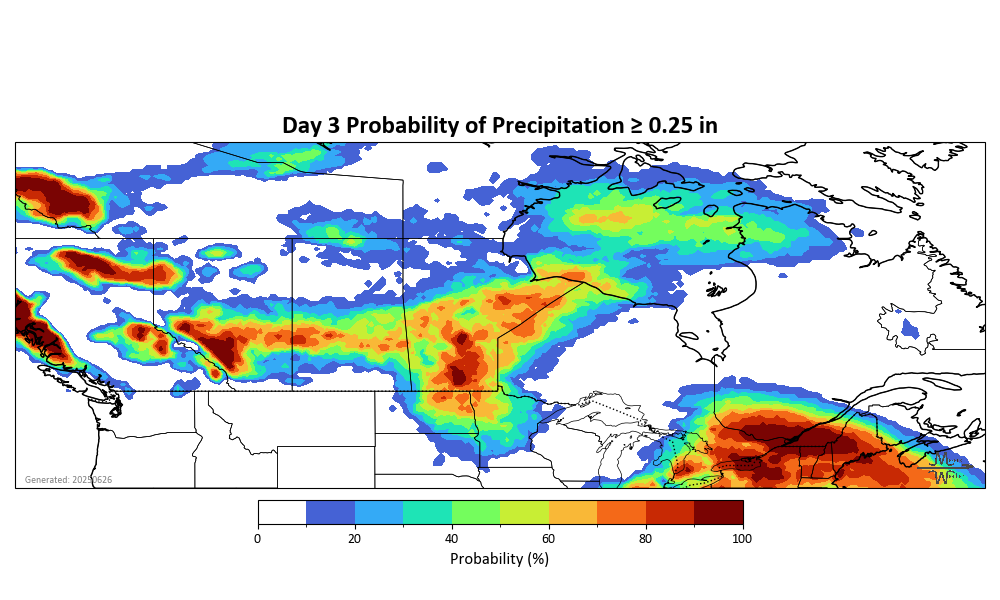 Day 3 Probability of Precipitation ≥ 0.25 in
Generated: 20250626
0 20 40 60 80 100
Probability (%)